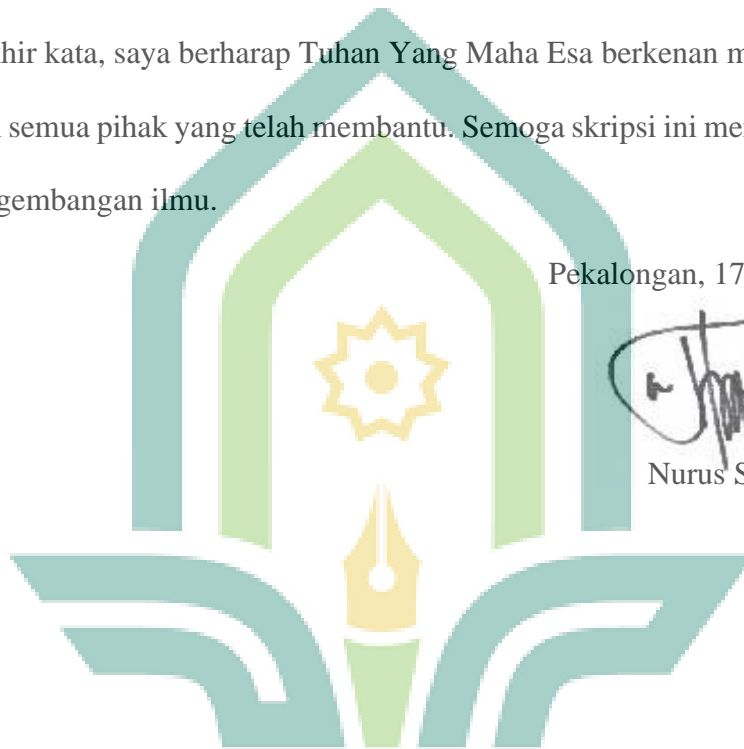 hir kata, saya berharap Tuhan Yang Maha Esa berkenan m
semua pihak yang telah membantu. Semoga skripsi ini me
gembangan ilmu.
Pekalongan, 17
Nurus S